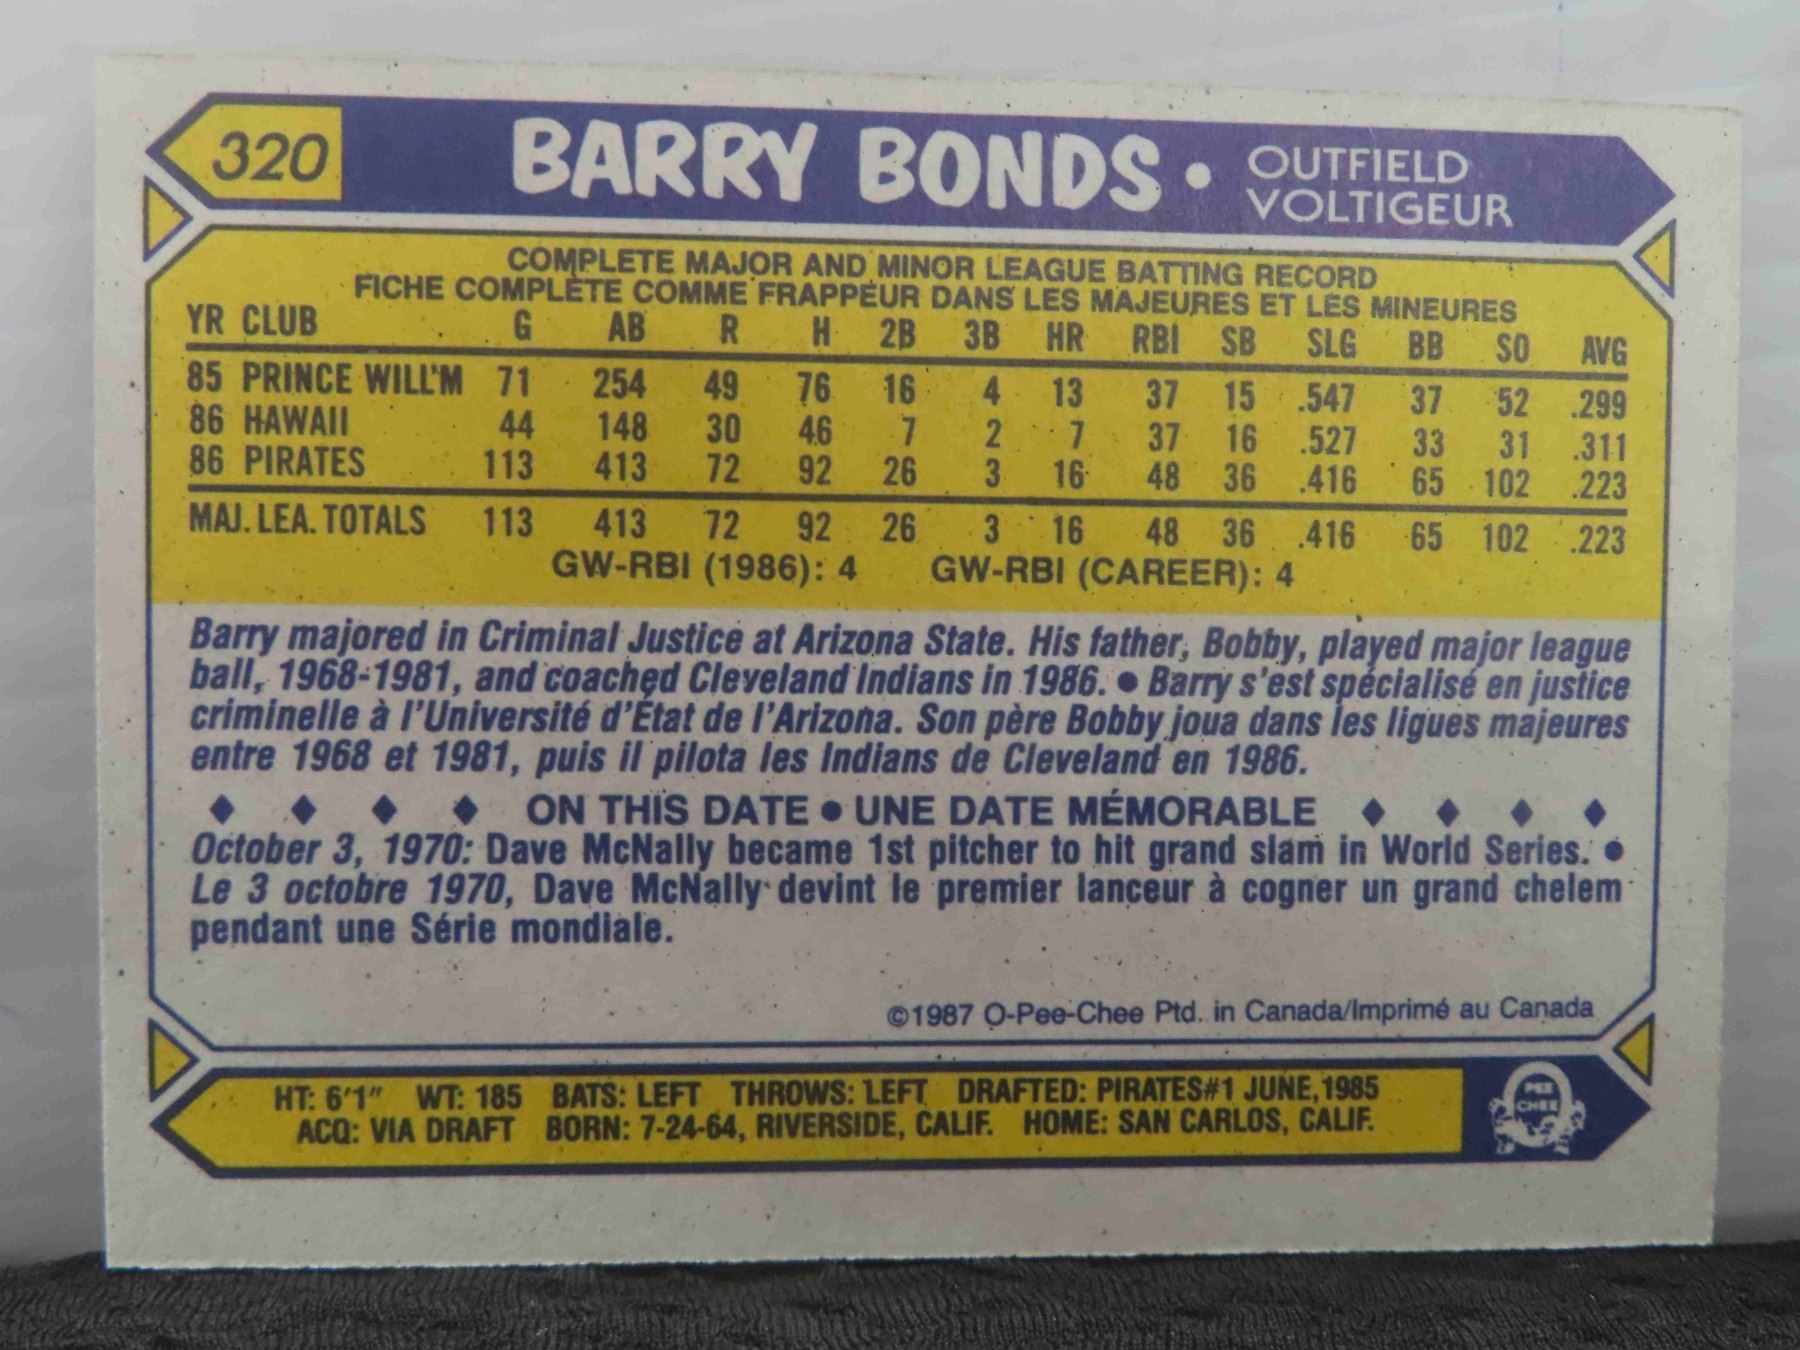 320 BARRY BONDS • OUTFIELD
VOLTIGEUR
COMPLETE MAJOR AND MINOR LEAGUE BATTING RECORD
FICHE COMPLÈTE COMME FRAPPEUR DANS LES MAJEURES ET LES MINEURES
YR CLUB G AB R H 2B 3B HR RBI SB SLG BB SO AVG
85 PRINCE WILL'M 71 254 49 76 16 4 13 37 15 .547 37 52 .299
86 HAWAII 44 148 30 46 7 2 7 37 16 .527 33 31 .311
86 PIRATES 113 413 72 92 26 3 16 48 36 .416 65 102 .223
MAJ. LEA. TOTALS 113 413 72 92 26 3 16 48 36 .416 65 102 .223
GW-RBI (1986): 4 GW-RBI (CAREER): 4
Barry majored in Criminal Justice at Arizona State. His father, Bobby, played major league
ball, 1968-1981, and coached Cleveland Indians in 1986. • Barry s'est spécialisé en justice
criminelle à l'Université d'État de l'Arizona. Son père Bobby joua dans les ligues majeures
entre 1968 et 1981, puis il pilota les Indians de Cleveland en 1986.
♦ ♦ ♦ ♦ ON THIS DATE • UNE DATE MÉMORABLE ♦ ♦ ♦ ♦
October 3, 1970: Dave McNally became 1st pitcher to hit grand slam in World Series. •
Le 3 octobre 1970, Dave McNally devint le premier lanceur à cogner un grand chelem
pendant une Série mondiale.
©1987 O-Pee-Chee Ptd. in Canada/Imprimé au Canada
HT: 6'1" WT: 185 BATS: LEFT THROWS: LEFT DRAFTED: PIRATES#1 JUNE,1985
ACQ: VIA DRAFT BORN: 7-24-64, RIVERSIDE, CALIF. HOME: SAN CARLOS, CALIF.
PEE
CHEE